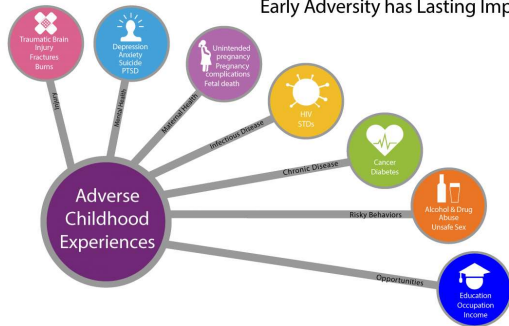 Early Adversity has Lasting Imp
Traumatic Brain
Injury
Fractures
Burns
Injury
Depression
Anxiety
Suicide
PTSD
Mental Health
Unintended
pregnancy
Pregnancy
complications
Fetal death
Maternal Health
HIV
STDs
Infectious Disease
Cancer
Diabetes
Chronic Disease
Alcohol & Drug
Abuse
Unsafe Sex
Risky Behaviors
Education
Occupation
Income
Opportunities
Adverse
Childhood
Experiences